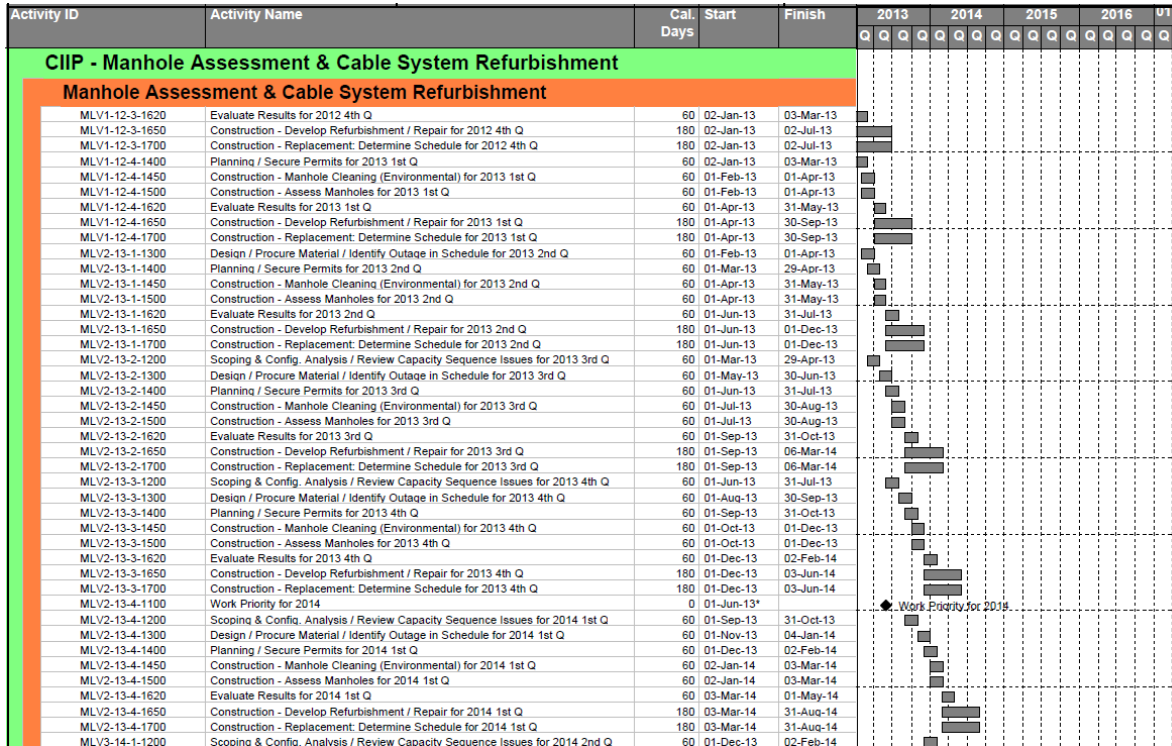 Activity ID Activity Name Cal. Days Start Finish 2013 2014 2015 2016 01
Q Q Q Q Q Q Q Q Q Q Q Q Q Q Q Q Q
CIIP - Manhole Assessment & Cable System Refurbishment
Manhole Assessment & Cable System Refurbishment
MLV1-12-3-1620 Evaluate Results for 2012 4th Q 60 02-Jan-13 03-Mar-13
MLV1-12-3-1650 Construction - Develop Refurbishment / Repair for 2012 4th Q 180 02-Jan-13 02-Jul-13
MLV1-12-3-1700 Construction - Replacement: Determine Schedule for 2012 4th Q 180 02-Jan-13 02-Jul-13
MLV1-12-4-1400 Planning / Secure Permits for 2013 1st Q 60 02-Jan-13 03-Mar-13
MLV1-12-4-1450 Construction - Manhole Cleaning (Environmental) for 2013 1st Q 60 01-Feb-13 01-Apr-13
MLV1-12-4-1500 Construction - Assess Manholes for 2013 1st Q 60 01-Feb-13 01-Apr-13
MLV1-12-4-1620 Evaluate Results for 2013 1st Q 60 01-Apr-13 31-May-13
MLV1-12-4-1650 Construction - Develop Refurbishment / Repair for 2013 1st Q 180 01-Apr-13 30-Sep-13
MLV1-12-4-1700 Construction - Replacement: Determine Schedule for 2013 1st Q 180 01-Apr-13 30-Sep-13
MLV2-13-1-1300 Design / Procure Material / Identify Outage in Schedule for 2013 2nd Q 60 01-Feb-13 01-Apr-13
MLV2-13-1-1400 Planning / Secure Permits for 2013 2nd Q 60 01-Mar-13 29-Apr-13
MLV2-13-1-1450 Construction - Manhole Cleaning (Environmental) for 2013 2nd Q 60 01-Apr-13 31-May-13
MLV2-13-1-1500 Construction - Assess Manholes for 2013 2nd Q 60 01-Apr-13 31-May-13
MLV2-13-1-1620 Evaluate Results for 2013 2nd Q 60 01-Jun-13 31-Jul-13
MLV2-13-1-1650 Construction - Develop Refurbishment / Repair for 2013 2nd Q 180 01-Jun-13 01-Dec-13
MLV2-13-1-1700 Construction - Replacement: Determine Schedule for 2013 2nd Q 180 01-Jun-13 01-Dec-13
MLV2-13-2-1200 Scoping & Config. Analysis / Review Capacity Sequence Issues for 2013 3rd Q 60 01-Mar-13 29-Apr-13
MLV2-13-2-1300 Design / Procure Material / Identify Outage in Schedule for 2013 3rd Q 60 01-May-13 30-Jun-13
MLV2-13-2-1400 Planning / Secure Permits for 2013 3rd Q 60 01-Jun-13 31-Jul-13
MLV2-13-2-1450 Construction - Manhole Cleaning (Environmental) for 2013 3rd Q 60 01-Jul-13 30-Aug-13
MLV2-13-2-1500 Construction - Assess Manholes for 2013 3rd Q 60 01-Jul-13 30-Aug-13
MLV2-13-2-1620 Evaluate Results for 2013 3rd Q 60 01-Sep-13 31-Oct-13
MLV2-13-2-1650 Construction - Develop Refurbishment / Repair for 2013 3rd Q 180 01-Sep-13 06-Mar-14
MLV2-13-2-1700 Construction - Replacement: Determine Schedule for 2013 3rd Q 180 01-Sep-13 06-Mar-14
MLV2-13-3-1200 Scoping & Config. Analysis / Review Capacity Sequence Issues for 2013 4th Q 60 01-Jun-13 31-Jul-13
MLV2-13-3-1300 Design / Procure Material / Identify Outage in Schedule for 2013 4th Q 60 01-Aug-13 30-Sep-13
MLV2-13-3-1400 Planning / Secure Permits for 2013 4th Q 60 01-Sep-13 31-Oct-13
MLV2-13-3-1450 Construction - Manhole Cleaning (Environmental) for 2013 4th Q 60 01-Oct-13 01-Dec-13
MLV2-13-3-1500 Construction - Assess Manholes for 2013 4th Q 60 01-Oct-13 01-Dec-13
MLV2-13-3-1620 Evaluate Results for 2013 4th Q 60 01-Dec-13 02-Feb-14
MLV2-13-3-1650 Construction - Develop Refurbishment / Repair for 2013 4th Q 180 01-Dec-13 03-Jun-14
MLV2-13-3-1700 Construction - Replacement: Determine Schedule for 2013 4th Q 180 01-Dec-13 03-Jun-14
MLV2-13-4-1100 Work Priority for 2014 0 01-Jun-13* Work Priority for 2014
MLV2-13-4-1200 Scoping & Config. Analysis / Review Capacity Sequence Issues for 2014 1st Q 60 01-Sep-13 31-Oct-13
MLV2-13-4-1300 Design / Procure Material / Identify Outage in Schedule for 2014 1st Q 60 01-Nov-13 04-Jan-14
MLV2-13-4-1400 Planning / Secure Permits for 2014 1st Q 60 01-Dec-13 02-Feb-14
MLV2-13-4-1450 Construction - Manhole Cleaning (Environmental) for 2014 1st Q 60 02-Jan-14 03-Mar-14
MLV2-13-4-1500 Construction - Assess Manholes for 2014 1st Q 60 02-Jan-14 03-Mar-14
MLV2-13-4-1620 Evaluate Results for 2014 1st Q 60 03-Mar-14 01-May-14
MLV2-13-4-1650 Construction - Develop Refurbishment / Repair for 2014 1st Q 180 03-Mar-14 31-Aug-14
MLV2-13-4-1700 Construction - Replacement: Determine Schedule for 2014 1st Q 180 03-Mar-14 31-Aug-14
MLV3-14-1-1200 Scoping & Config. Analysis / Review Capacity Sequence Issues for 2014 2nd Q 60 01-Dec-13 02-Feb-14